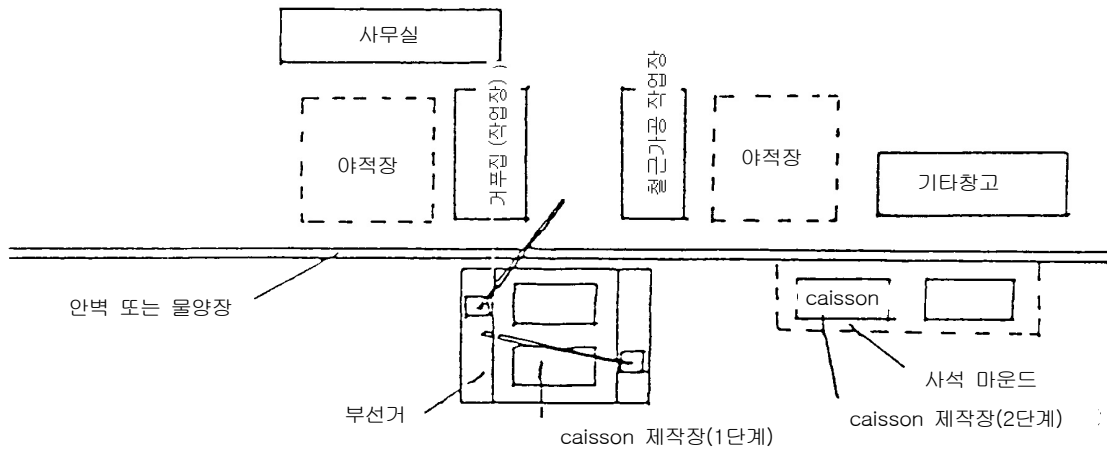 사무실
야적장
거푸집 (작업장) )
철근가공 작업장
야적장
기타창고
안벽 또는 물양장
caisson
부선거
사석 마운드
caisson 제작장(1단계)
caisson 제작장(2단계)